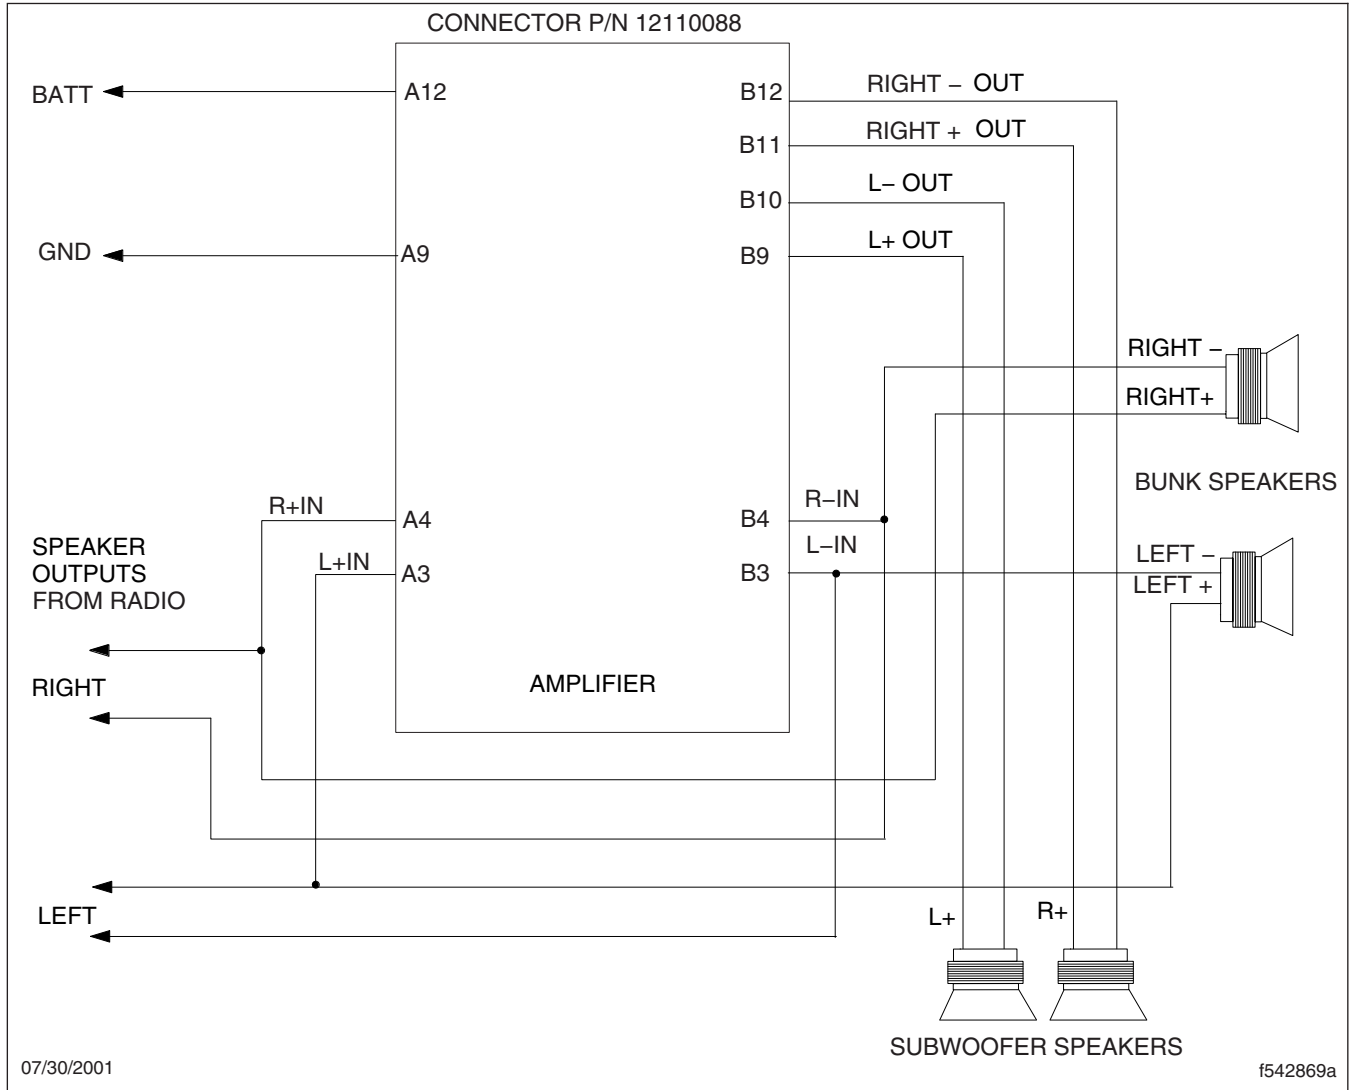 CONNECTOR P/N 12110088
BATT
A12
B12
RIGHT – OUT
B11
RIGHT + OUT
B10
L– OUT
GND
A9
B9
L+ OUT
RIGHT –
RIGHT+
BUNK SPEAKERS
R+IN
A4
B4
R–IN
L+IN
A3
B3
L–IN
LEFT –
LEFT +
SPEAKER
OUTPUTS
FROM RADIO
RIGHT
AMPLIFIER
LEFT
L+
R+
SUBWOOFER SPEAKERS
07/30/2001
f542869a